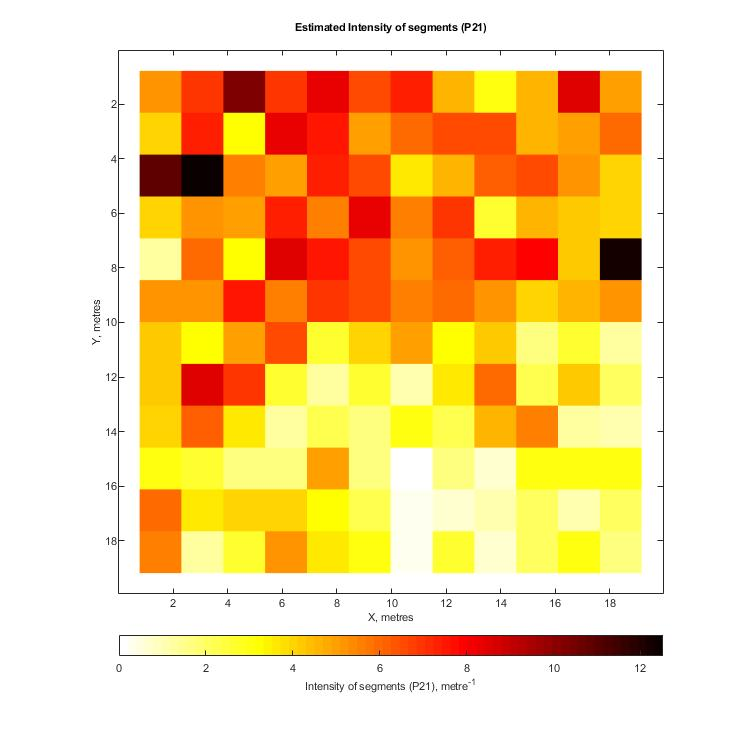 Estimated Intensity of segments (P21)
2
4
6
8
10
12
14
16
18
Y, metres
2 4 6 8 10 12 14 16 18
X, metres
0 2 4 6 8 10 12
Intensity of segments (P21), metre⁻¹